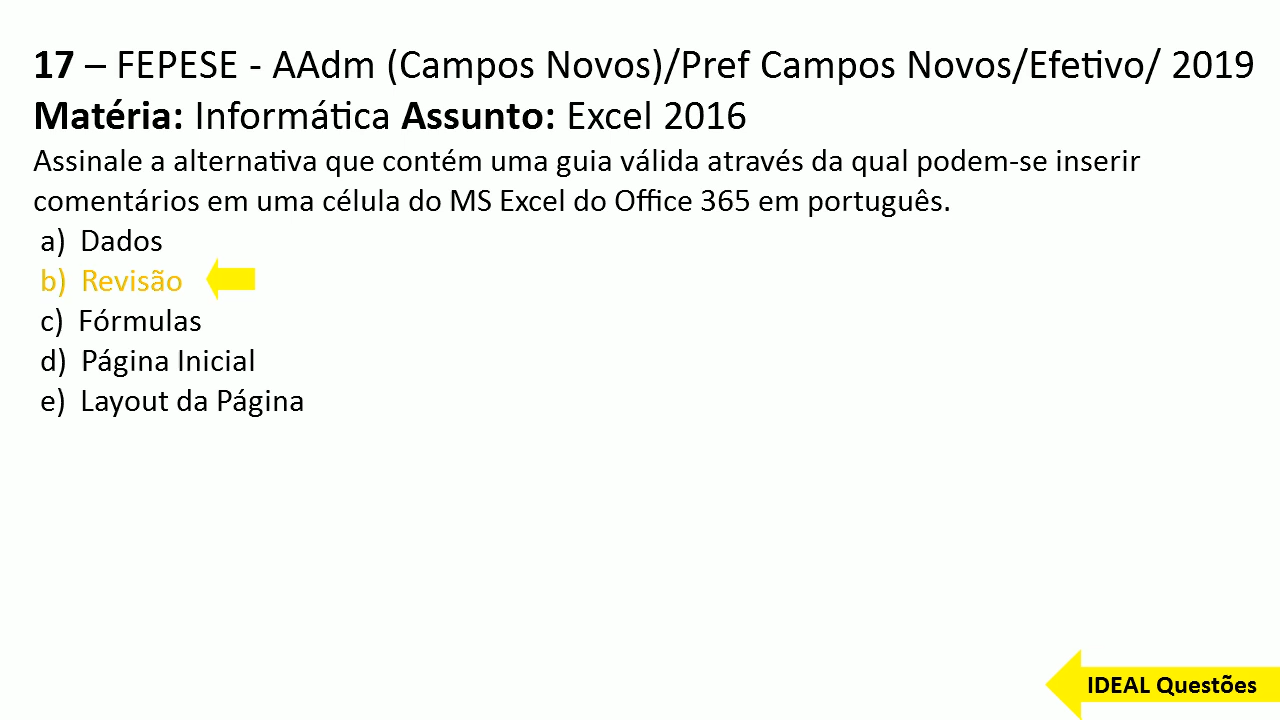 17 – FEPESE - AAdm (Campos Novos)/Pref Campos Novos/Efetivo/ 2019
Matéria: Informática Assunto: Excel 2016
Assinale a alternativa que contém uma guia válida através da qual podem-se inserir
comentários em uma célula do MS Excel do Office 365 em português.
a) Dados
b) Revisão
c) Fórmulas
d) Página Inicial
e) Layout da Página
IDEAL Questões